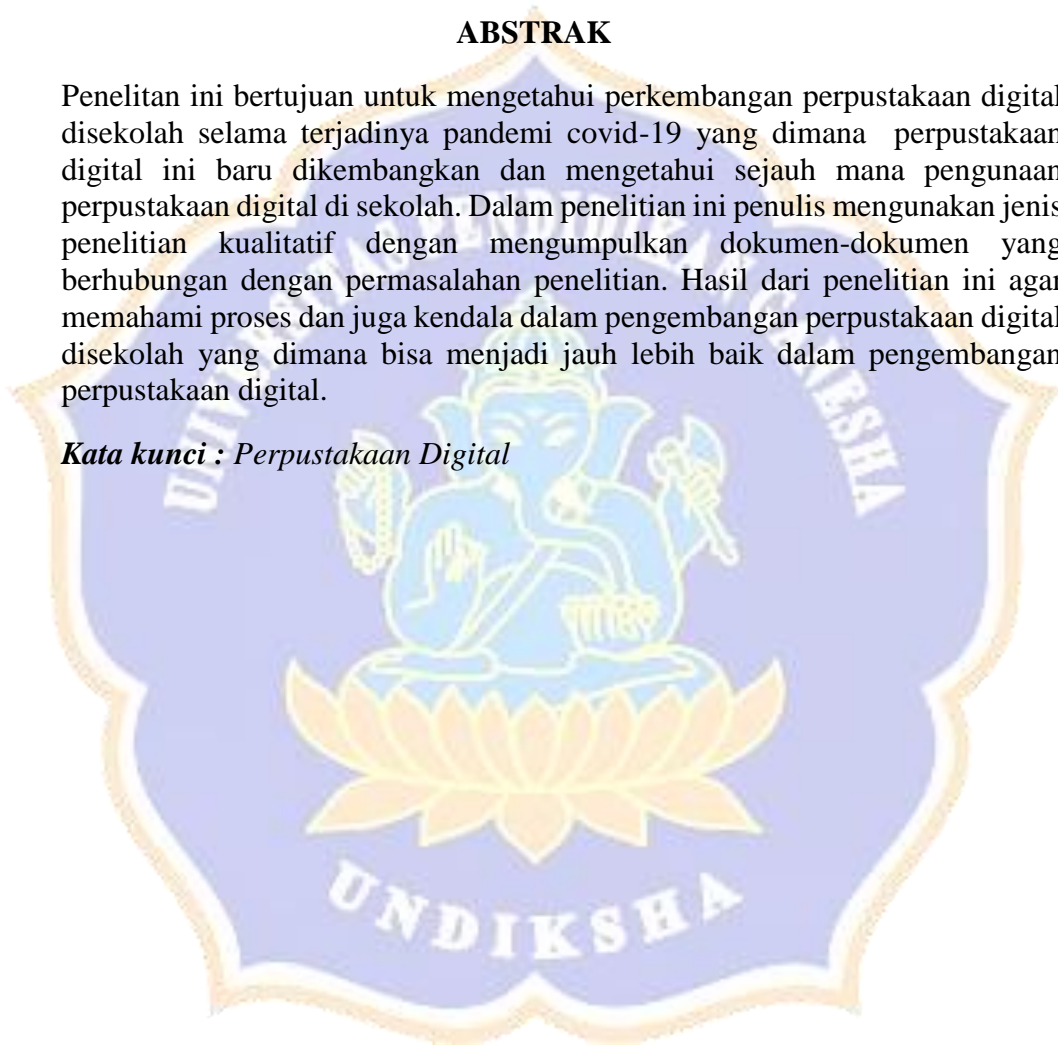 ABSTRAK
Penelitan ini bertujuan untuk mengetahui perkembangan perpustakaan digital
disekolah selama terjadinya pandemi covid-19 yang dimana perpustakaan
digital ini baru dikembangkan dan mengetahui sejauh mana pengunaan
perpustakaan digital di sekolah. Dalam penelitian ini penulis mengunakan jenis
penelitian kualitatif dengan mengumpulkan dokumen-dokumen yang
berhubungan dengan permasalahan penelitian. Hasil dari penelitian ini agar
memahami proses dan juga kendala dalam pengembangan perpustakaan digital
disekolah yang dimana bisa menjadi jauh lebih baik dalam pengembangan
perpustakaan digital.
Kata kunci : Perpustakaan Digital
UNIVERSITAS PENDIDIKAN GANESHA
UNDIKSHA